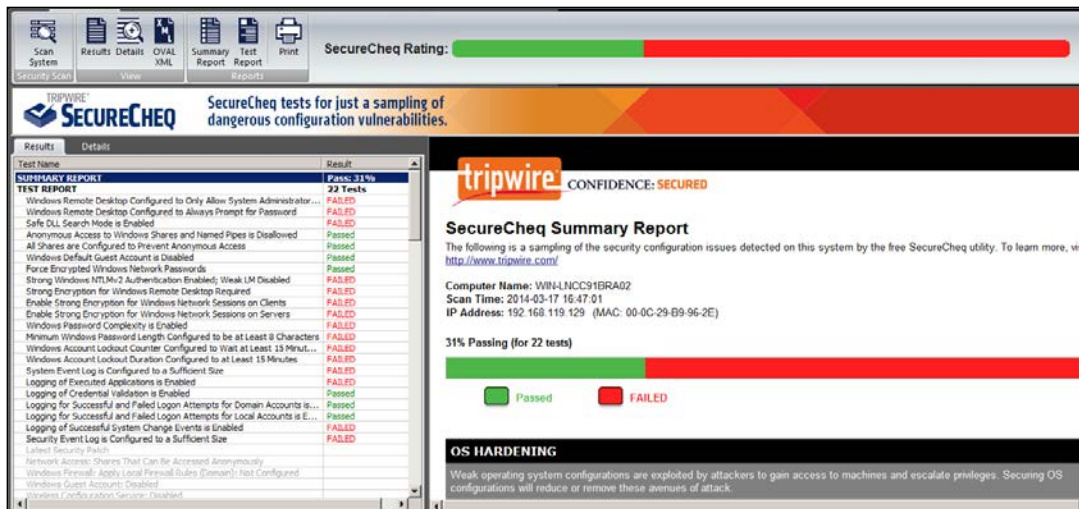 Scan System
Results
Details
OVAL XML
Summary Report
Test Report
Print
Security Scan
View
Reports
SecureCheq Rating:
TRIPWIRE
SECURECHEQ
SecureCheq tests for just a sampling of
dangerous configuration vulnerabilities.
Results Details
Test Name Result
SUMMARY REPORT Pass: 31%
TEST REPORT 22 Tests
Windows Remote Desktop Configured to Only Allow System Administrator... FAILED
Windows Remote Desktop Configured to Always Prompt for Password FAILED
Safe DLL Search Mode is Enabled FAILED
Anonymous Access to Windows Shares and Named Pipes is Disallowed Passed
All Shares are Configured to Prevent Anonymous Access Passed
Windows Default Guest Account is Disabled Passed
Force Encrypted Windows Network Passwords Passed
Strong Windows NTLMv2 Authentication Enabled; Weak LM Disabled FAILED
Strong Encryption for Windows Remote Desktop Required FAILED
Enable Strong Encryption for Windows Network Sessions on Clients FAILED
Enable Strong Encryption for Windows Network Sessions on Servers FAILED
Windows Password Complexity is Enabled FAILED
Minimum Windows Password Length Configured to be at Least 8 Characters FAILED
Windows Account Lockout Counter Configured to Wait at Least 15 Minut... FAILED
Windows Account Lockout Duration Configured to at Least 15 Minutes FAILED
System Event Log is Configured to a Sufficient Size FAILED
Logging of Executed Applications is Enabled FAILED
Logging of Credential Validation is Enabled Passed
Logging for Successful and Failed Logon Attempts for Domain Accounts is... Passed
Logging for Successful and Failed Logon Attempts for Local Accounts is E... Passed
Logging of Successful System Change Events is Enabled FAILED
Security Event Log is Configured to a Sufficient Size FAILED
Latest Security Patch
Network Access: Shares That Can Be Accessed Anonymously
Windows Firewall: Apply Local Firewall Rules (Domain): Not Configured
Windows Guest Account: Disabled
Wireless Configuration Service: Disabled
tripwire CONFIDENCE: SECURED
SecureCheq Summary Report
The following is a sampling of the security configuration issues detected on this system by the free SecureCheq utility. To learn more, vi
http://www.tripwire.com/
Computer Name: WIN-LNCC91BRA02
Scan Time: 2014-03-17 16:47:01
IP Address: 192.168.119.129 (MAC: 00-0C-29-B9-96-2E)
31% Passing (for 22 tests)
Passed FAILED
OS HARDENING
Weak operating system configurations are exploited by attackers to gain access to machines and escalate privileges. Securing OS
configurations will reduce or remove these avenues of attack.